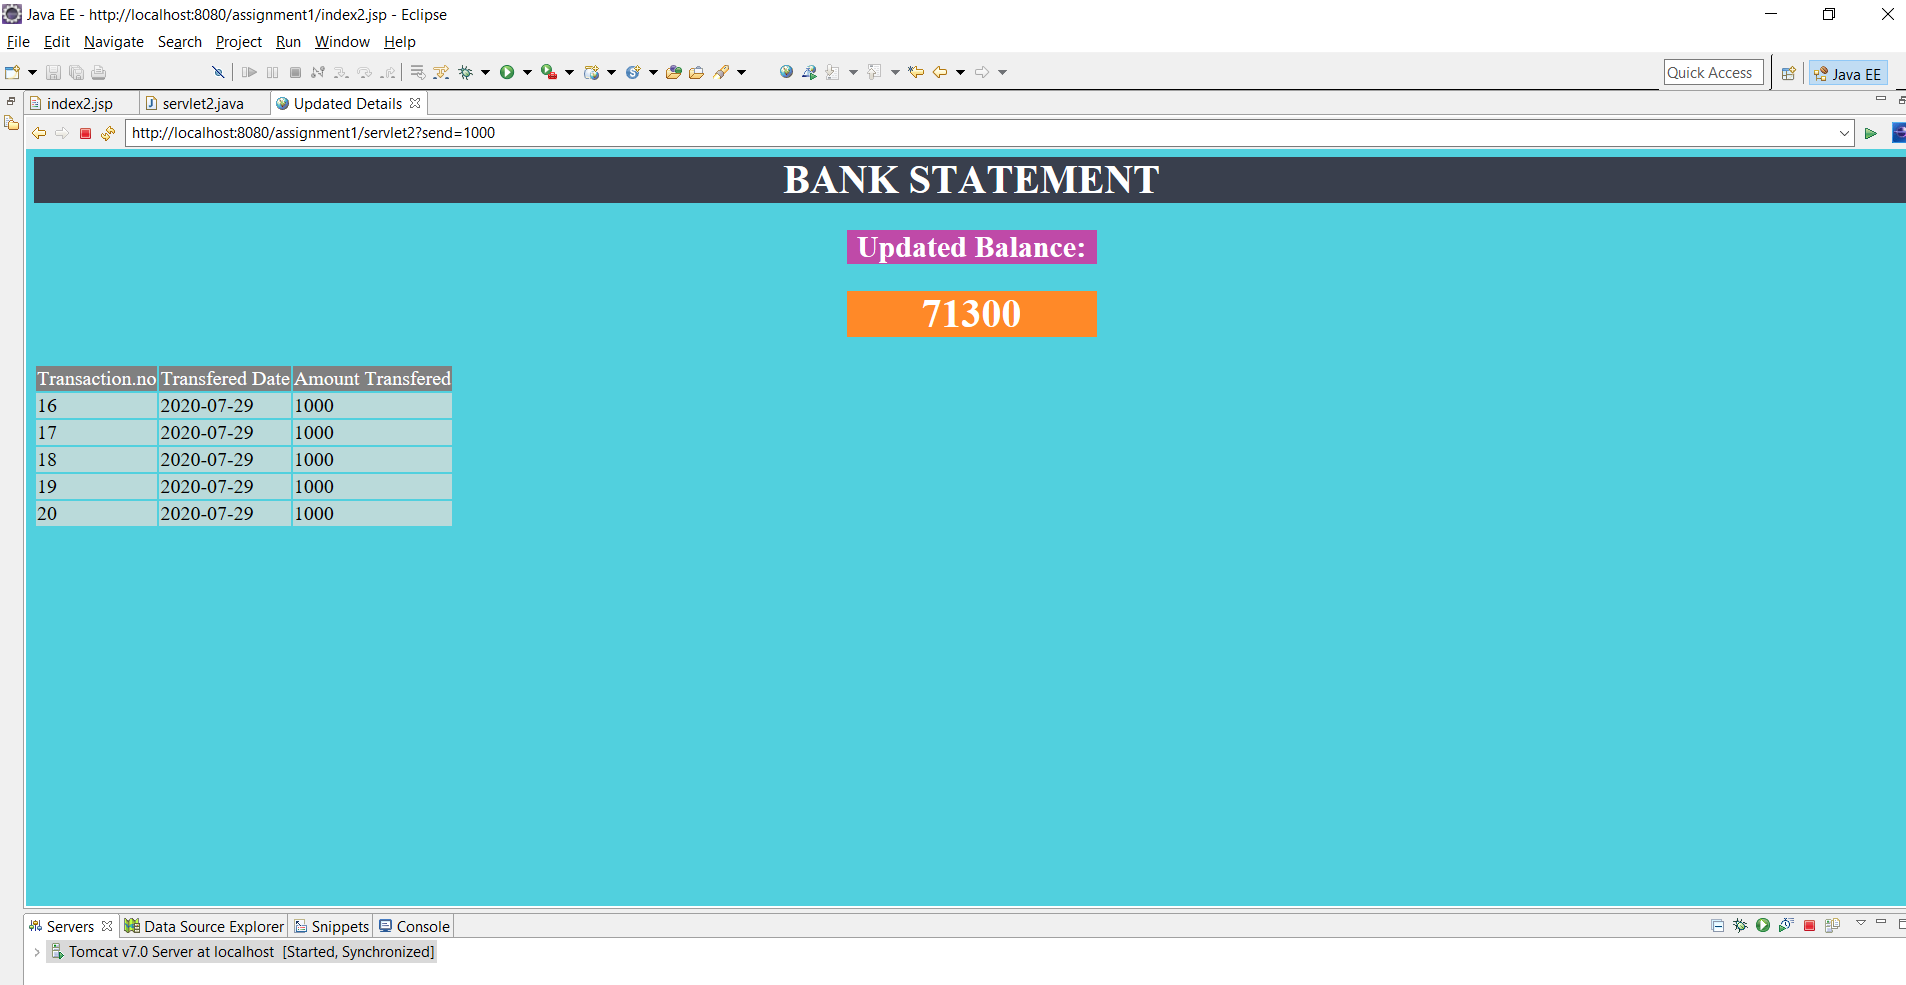 Java EE - http://localhost:8080/assignment1/index2.jsp - Eclipse
File Edit Navigate Search Project Run Window Help
Quick Access Java EE
index2.jsp servlet2.java Updated Details
http://localhost:8080/assignment1/servlet2?send=1000
BANK STATEMENT
Updated Balance:
71300
Transaction.no Transfered Date Amount Transfered
16 2020-07-29 1000
17 2020-07-29 1000
18 2020-07-29 1000
19 2020-07-29 1000
20 2020-07-29 1000
Servers Data Source Explorer Snippets Console
Tomcat v7.0 Server at localhost [Started, Synchronized]